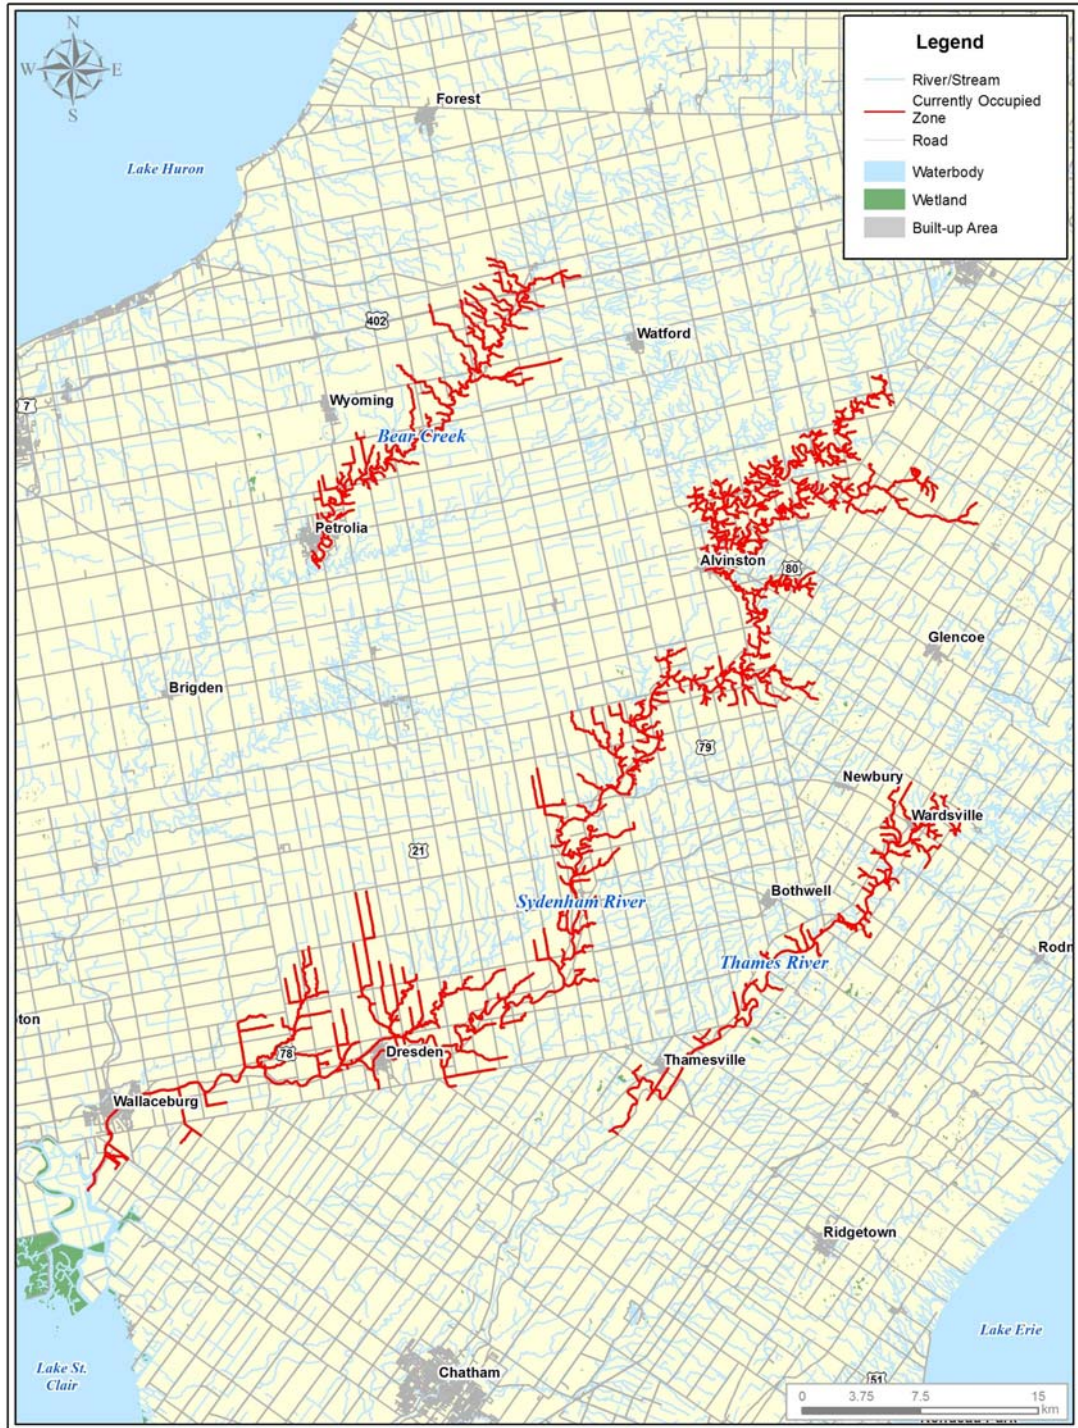 N
W
E
S
Legend
River/Stream
Currently Occupied
Zone
Road
Waterbody
Wetland
Built-up Area
Forest
Lake Huron
402
Watford
Wyoming
7
Bear Creek
Petrolia
Alvinston
80
Glencoe
Brigden
79
Newbury
Wardsville
21
Bothwell
Sydenham River
Rodn
Thames River
ton
78
Dresden
Thamesville
Wallaceburg
Ridgetown
Lake Erie
Lake St.
Clair
Chatham
51
0 3.75 7.5 15
km